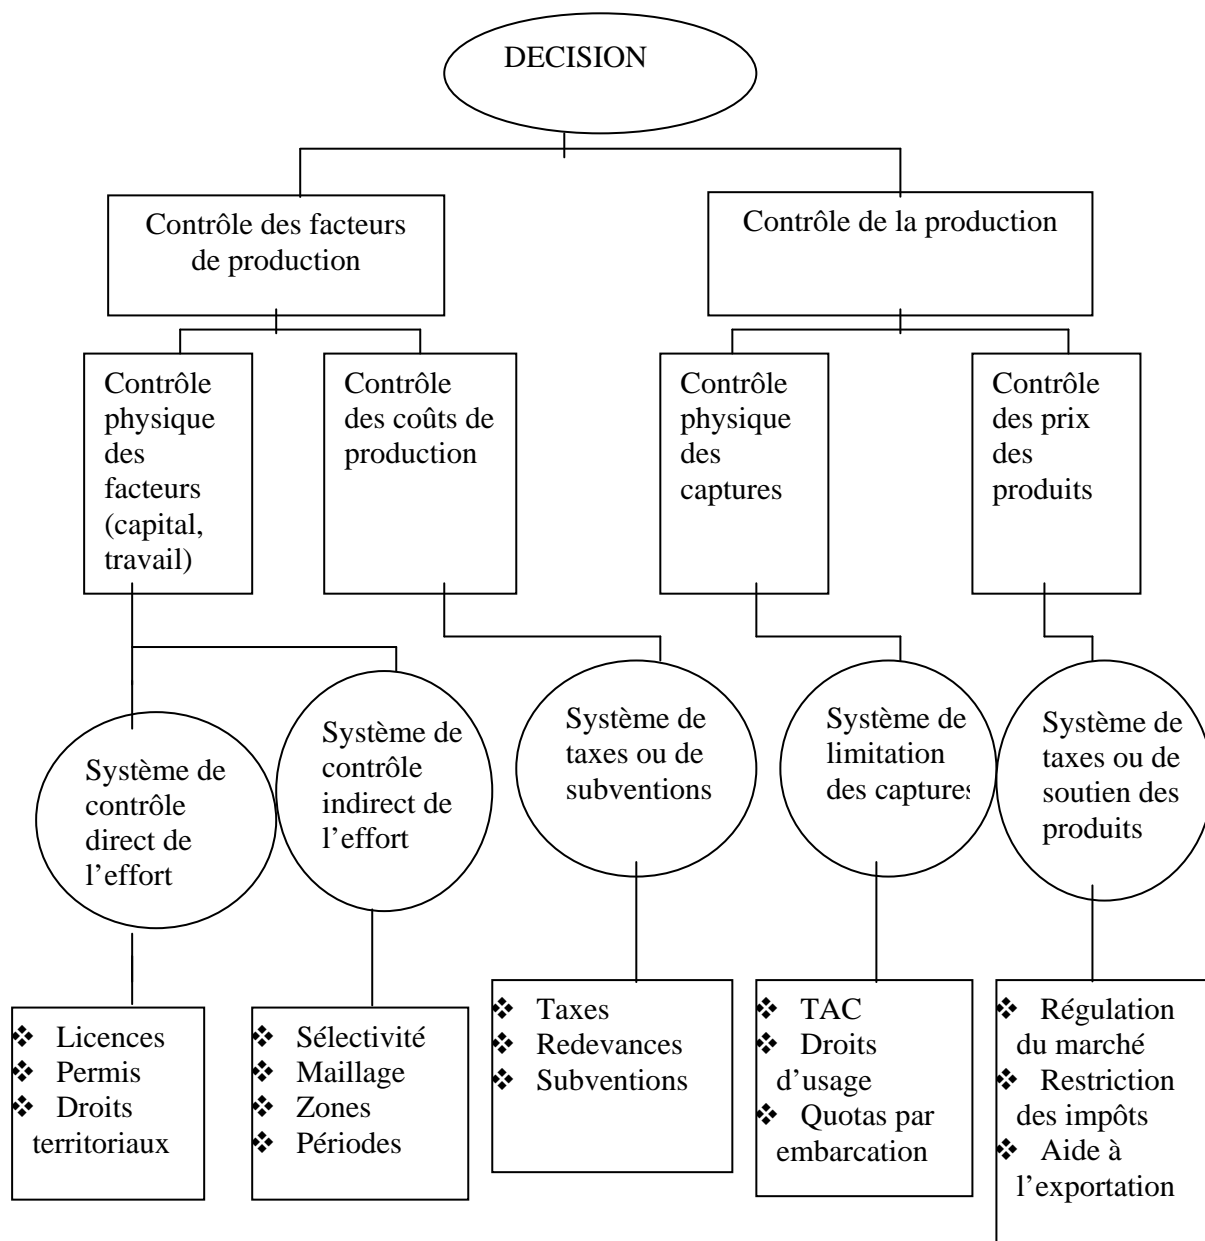 DECISION
Contrôle des facteurs
de production
Contrôle de la production
Contrôle
physique
des
facteurs
(capital,
travail)
Contrôle
des coûts de
production
Contrôle
physique
des
captures
Contrôle
des prix
des
produits
Système de
contrôle
direct de
l’effort
Système de
contrôle
indirect de
l’effort
Système de
taxes ou de
subventions
Système de
limitation
des captures
Système de
taxes ou de
soutien des
produits
❖ Licences
❖ Permis
❖ Droits
territoriaux
❖ Sélectivité
❖ Maillage
❖ Zones
❖ Périodes
❖ Taxes
❖ Redevances
❖ Subventions
❖ TAC
❖ Droits
d’usage
❖ Quotas par
embarcation
❖ Régulation
du marché
❖ Restriction
des impôts
❖ Aide à
l’exportation